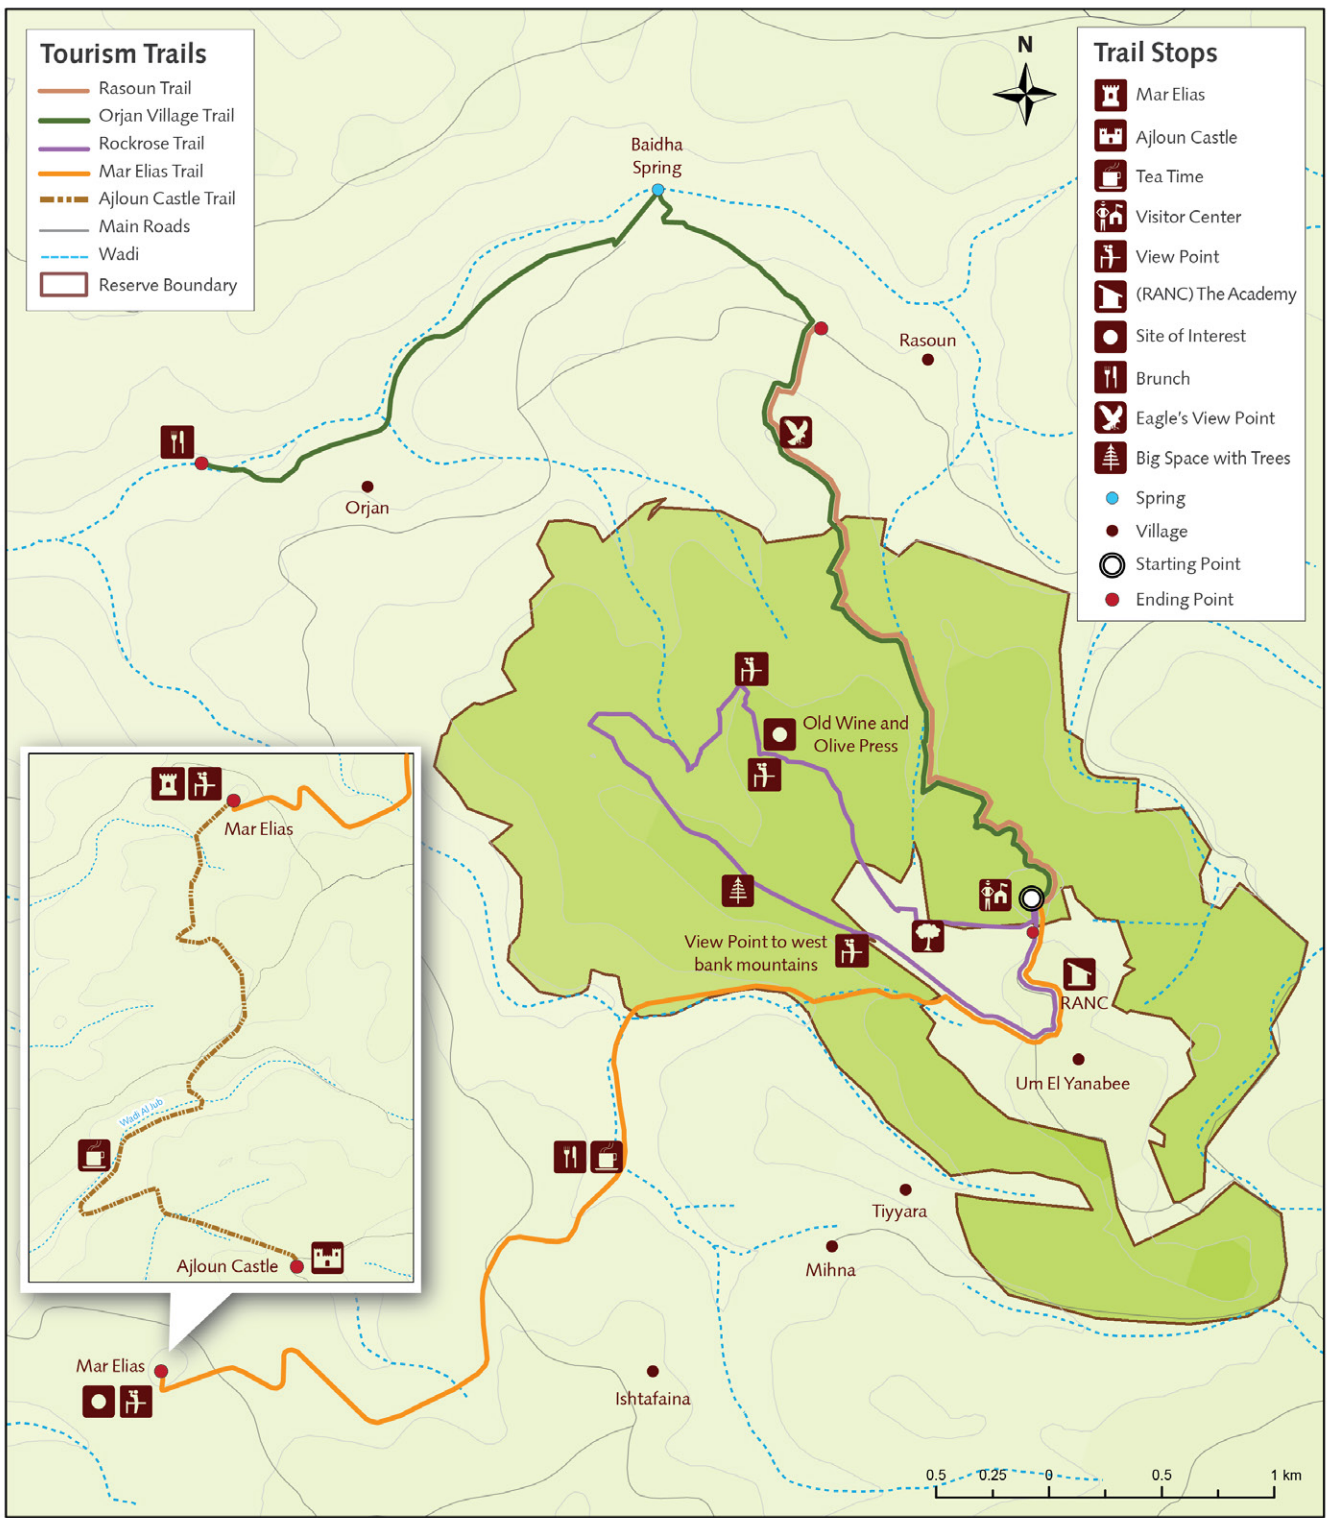 Tourism Trails
Rasoun Trail
Orjan Village Trail
Rockrose Trail
Mar Elias Trail
Ajloun Castle Trail
Main Roads
Wadi
Reserve Boundary
N
Trail Stops
Mar Elias
Ajloun Castle
Tea Time
Visitor Center
View Point
(RANC) The Academy
Site of Interest
Brunch
Eagle's View Point
Big Space with Trees
Spring
Village
Starting Point
Ending Point
Baidha
Spring
Rasoun
Orjan
Old Wine and
Olive Press
View Point to west
bank mountains
RANC
Um El Yanabee
Tiyyara
Mihna
Ishtafaina
Mar Elias
Wadi Al Jub
Ajloun Castle
Mar Elias
0.5 0.25 0 0.5 1 km